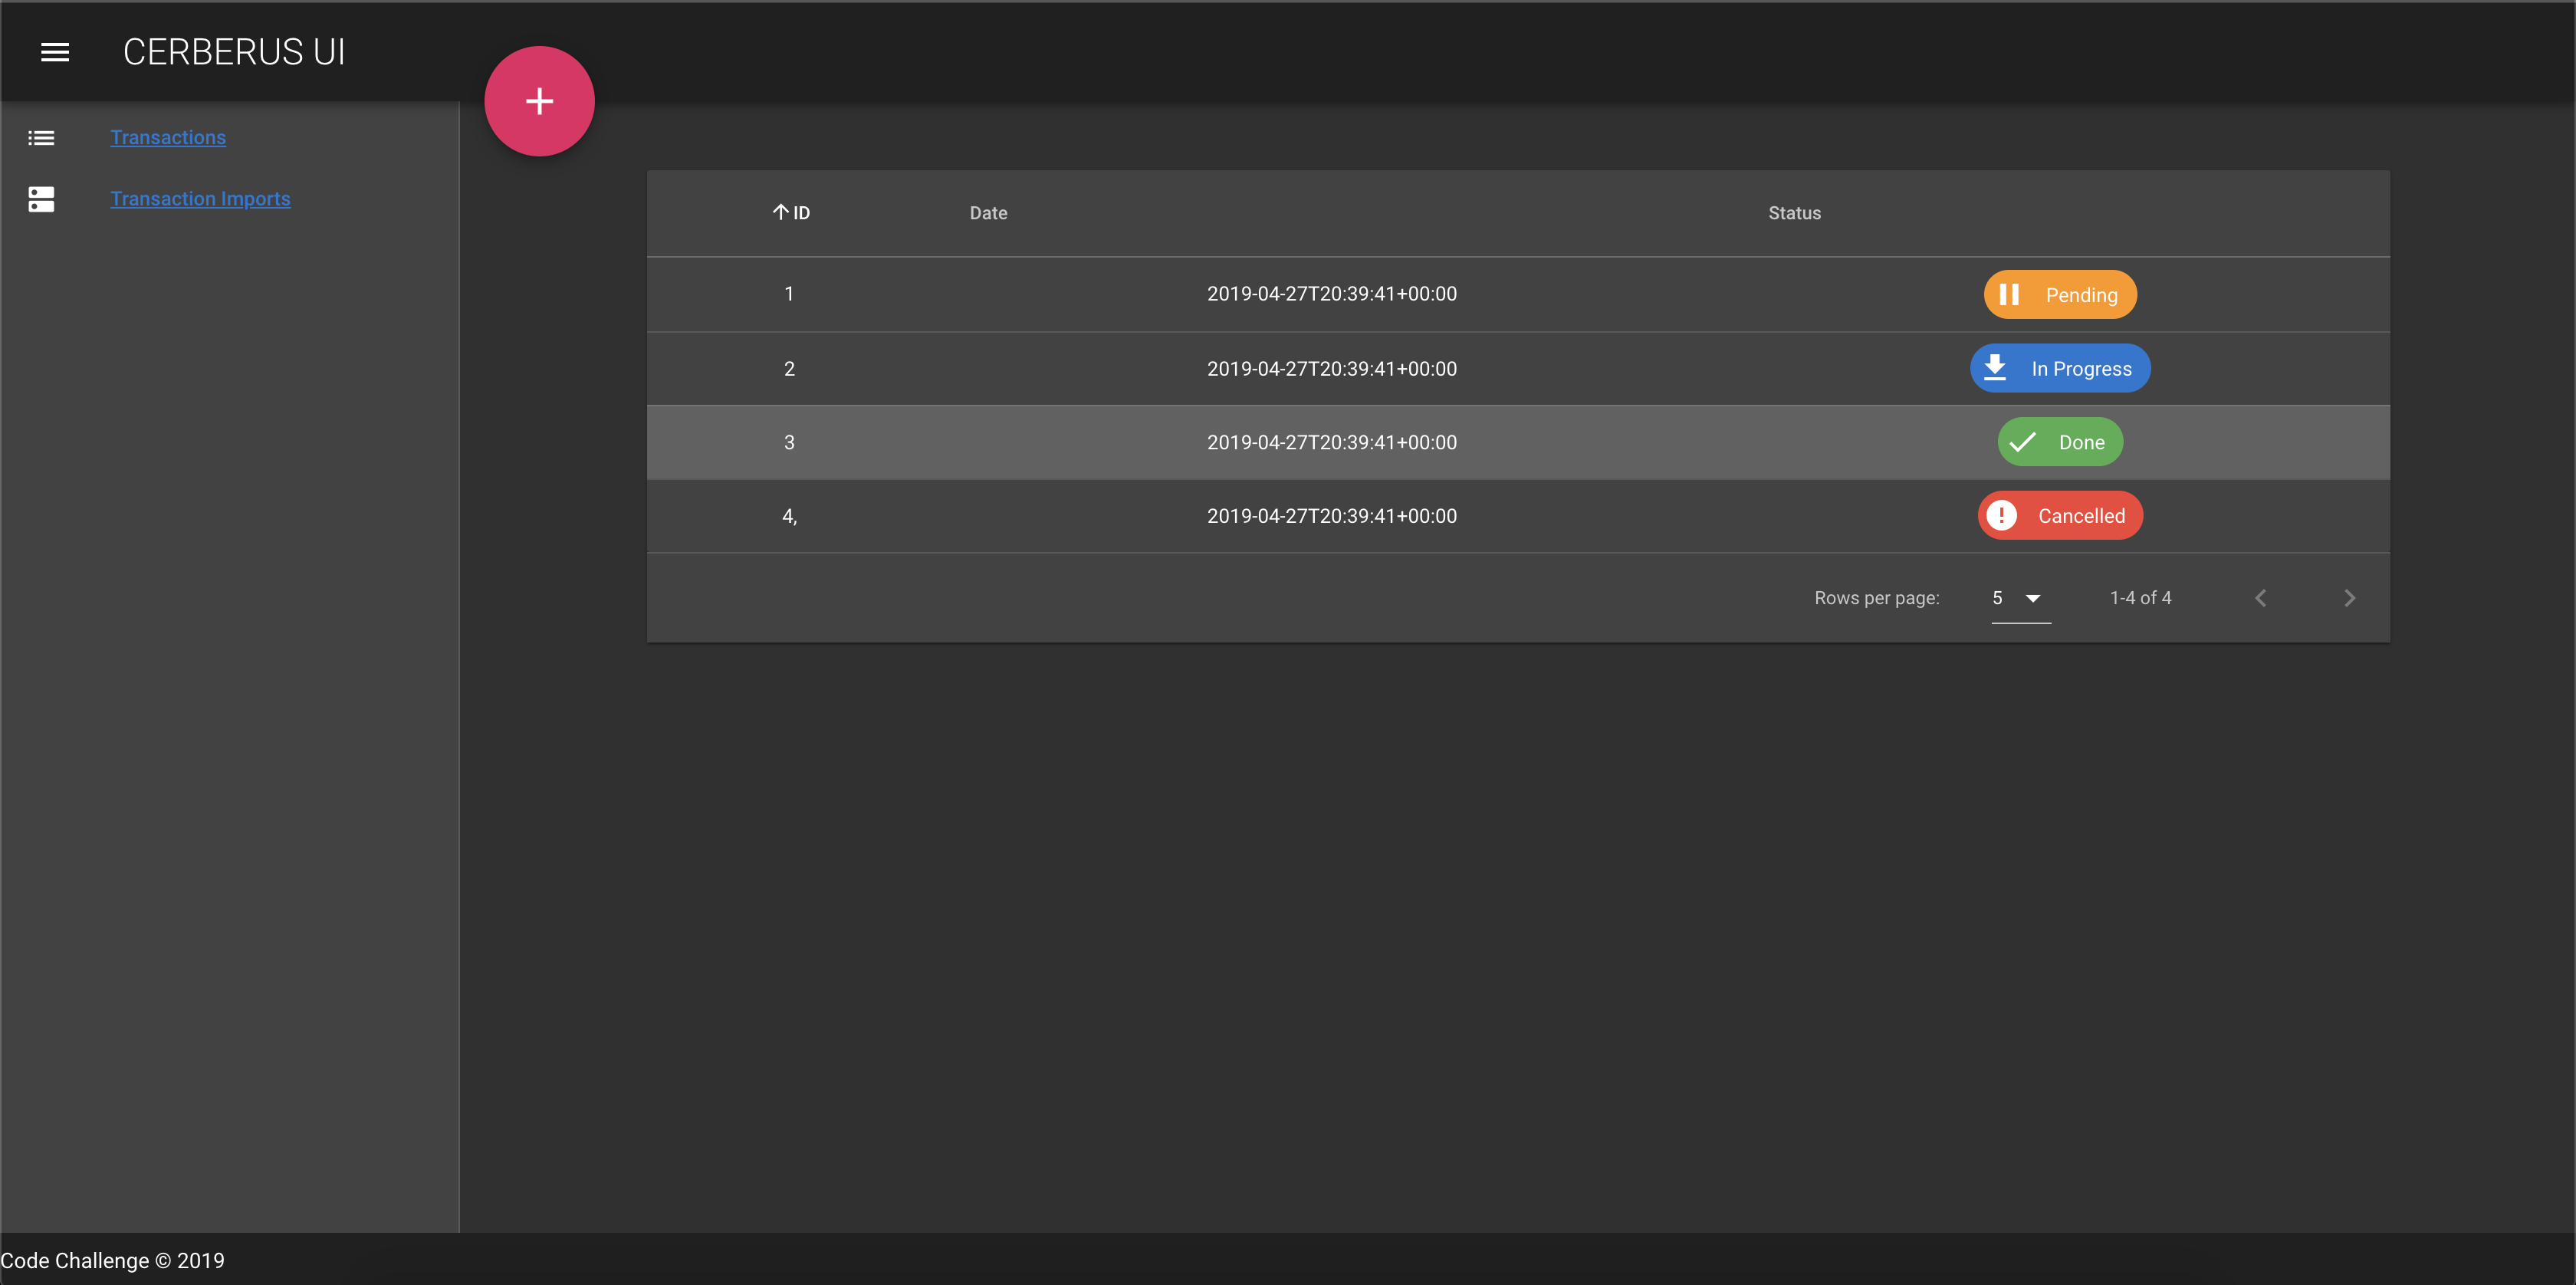 CERBERUS UI
Transactions
Transaction Imports
ID Date Status
1 2019-04-27T20:39:41+00:00 Pending
2 2019-04-27T20:39:41+00:00 In Progress
3 2019-04-27T20:39:41+00:00 Done
4, 2019-04-27T20:39:41+00:00 Cancelled
Rows per page: 5 1-4 of 4
Code Challenge © 2019